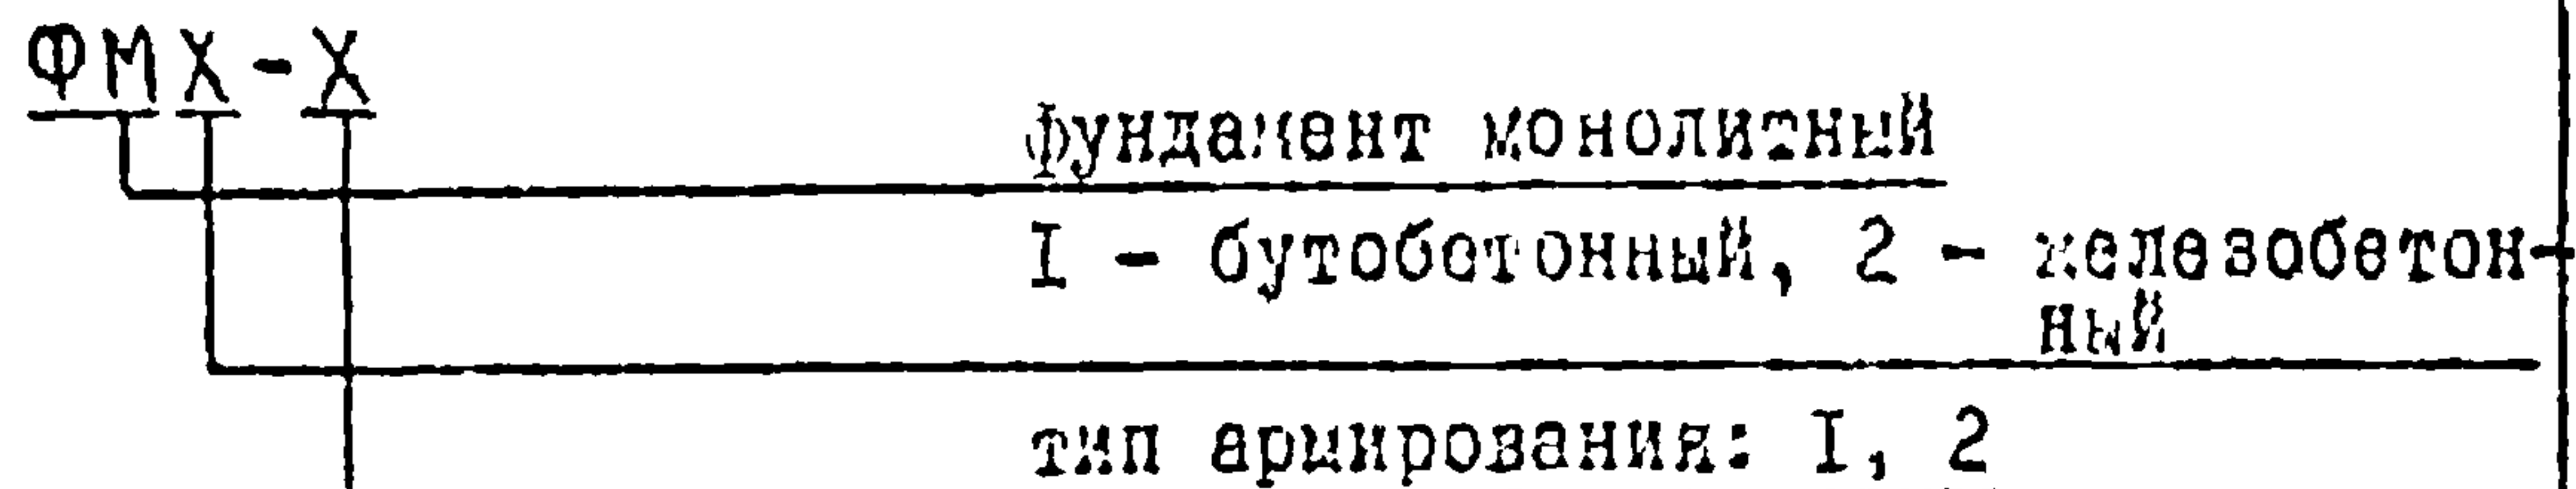 ФМХ-Х
фундамент монолитный
I - бутобетонный, 2 - железобетон-
ный
тип армирования: I, 2